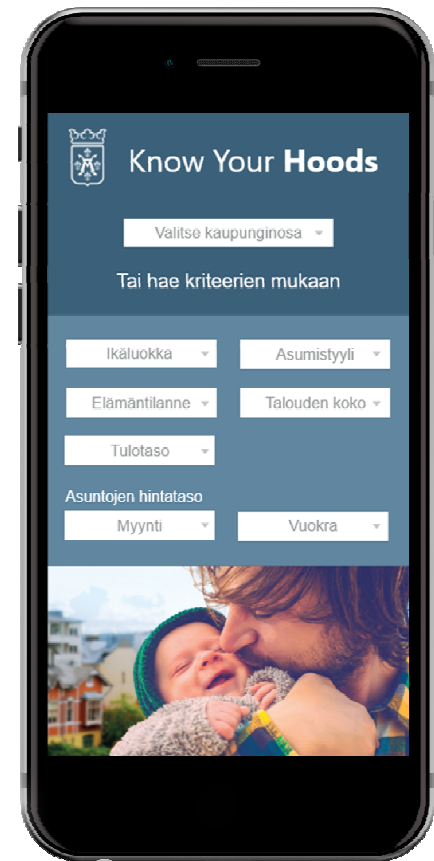 Know Your Hoods
Valitse kaupunginosa
Tai hae kriteerien mukaan
Ikäluokka
Asumistyyli
Elämäntilanne
Talouden koko
Tulotaso
Asuntojen hintataso
Myynti
Vuokra